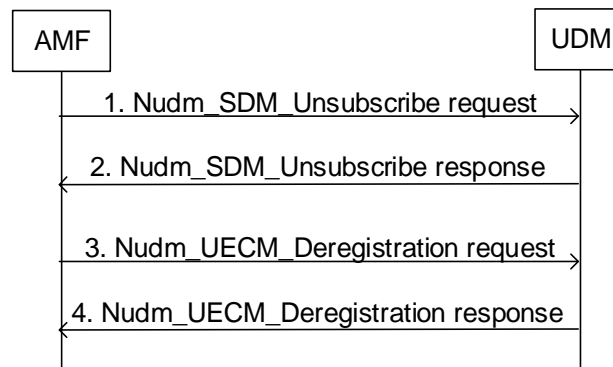 AMF
UDM
1. Nudm_SDM_Unsubscribe request
2. Nudm_SDM_Unsubscribe response
3. Nudm_UECM_Deregistration request
4. Nudm_UECM_Deregistration response